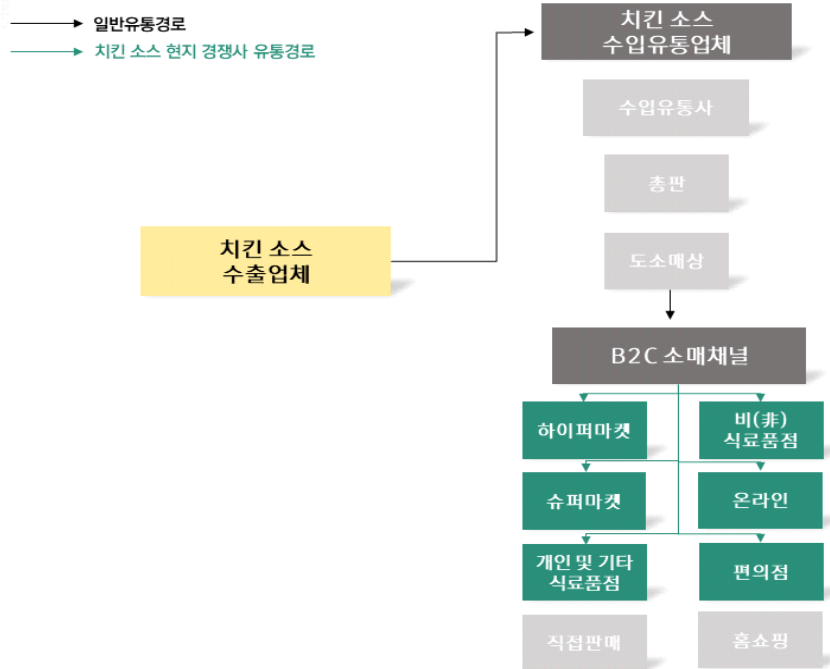 일반유통경로
치킨 소스 현지 경쟁사 유통경로
치킨 소스
수입유통업체
수입유통사
총판
도소매상
치킨 소스
수출업체
B2C 소매채널
하이퍼마켓
비(非)
식료품점
슈퍼마켓
온라인
개인 및 기타
식료품점
편의점
직접판매
홈쇼핑